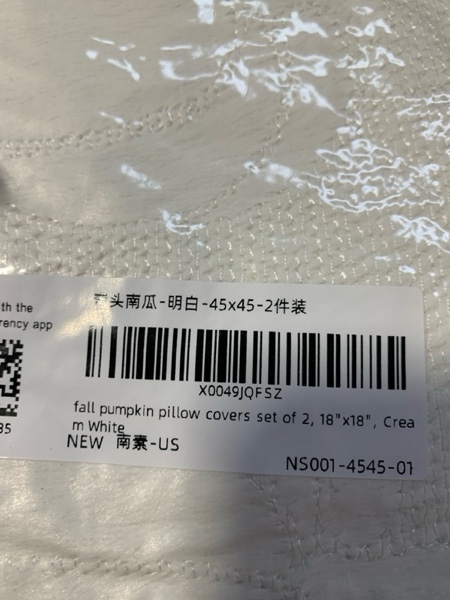 th the
rency app
35
头南瓜-明白-45x45-2件装
X0049JQFSZ
fall pumpkin pillow covers set of 2, 18"x18", Crea
m White
NEW 南素-US
NS001-4545-01